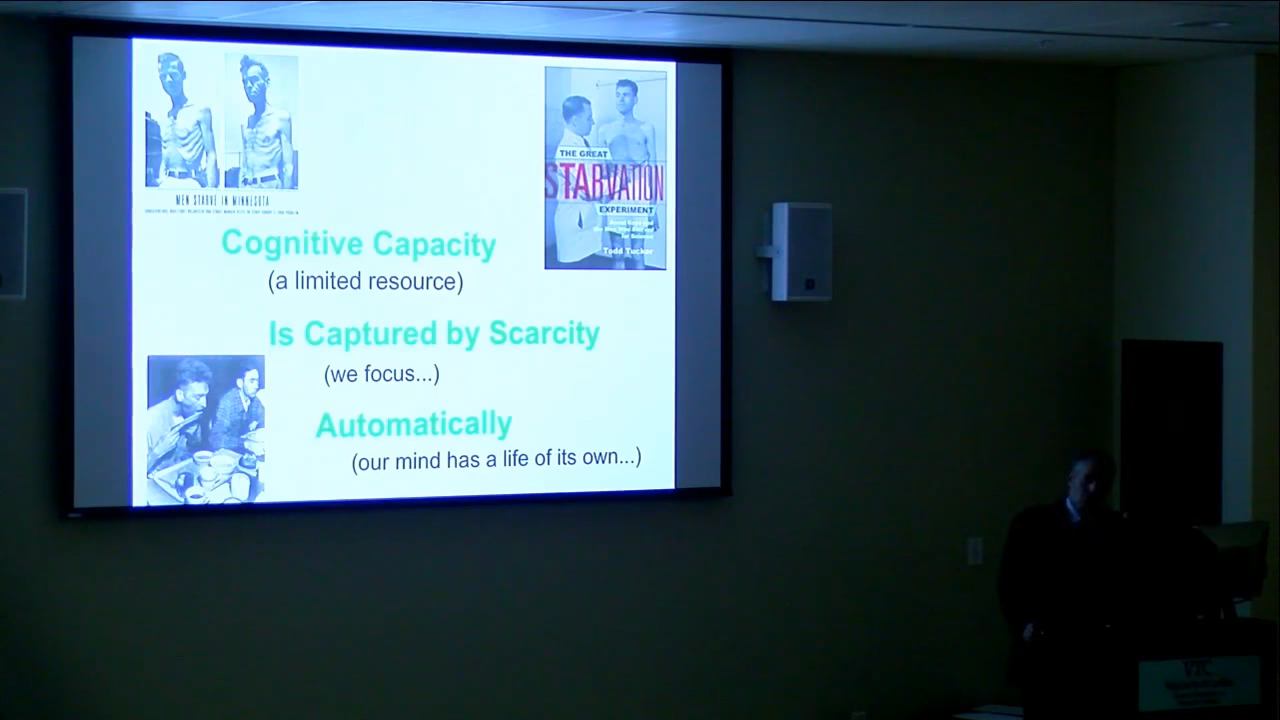 MEN STARVE IN MINNESOTA
THE GREAT
STARVATION
EXPERIMENT
Todd Tucker
Cognitive Capacity
(a limited resource)
Is Captured by Scarcity
(we focus...)
Automatically
(our mind has a life of its own...)
VTC